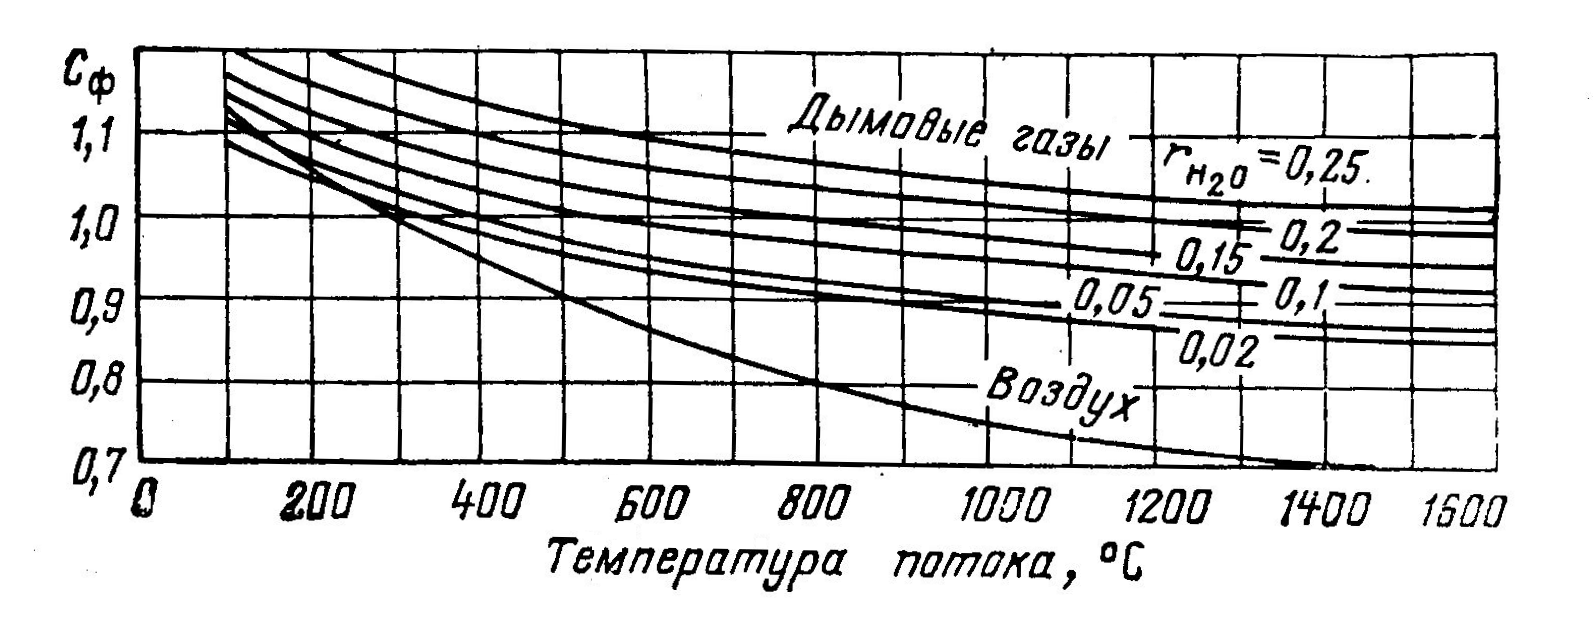 Cф
1,1
1,0
0,9
0,8
0,7
Дымовые газы
rH2O=0,25.
0,2
0,15
0,1
0,05
0,02
Воздух
0 200 400 600 800 1000 1200 1400 1600
Температура потока, °С